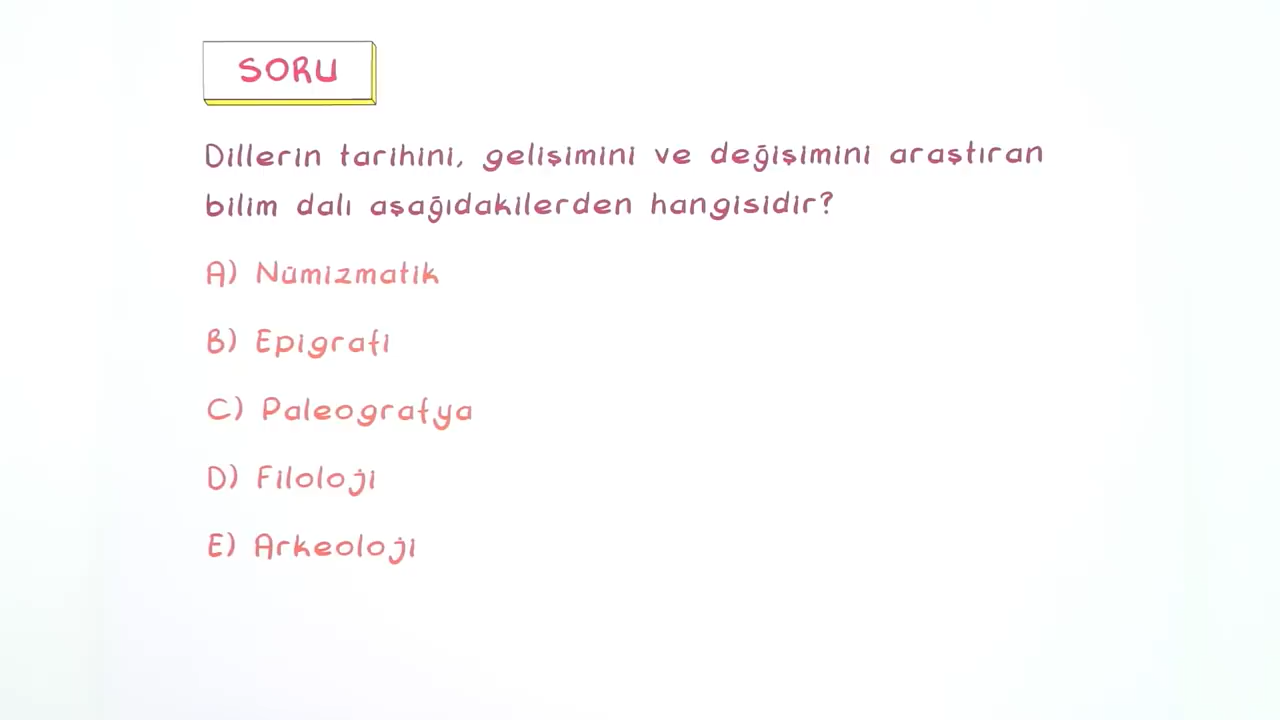 SORU
Dillerin tarihini, gelişimini ve değişimini araştıran
bilim dalı aşağıdakilerden hangisidir?
A) Nümizmatik
B) Epigrafi
C) Paleografya
D) Filoloji
E) Arkeoloji